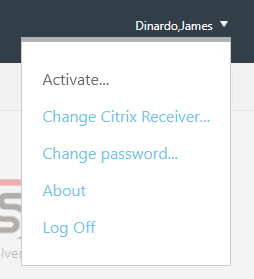 Dinardo,James
Activate...
Change Citrix Receiver...
Change password...
About
Log Off